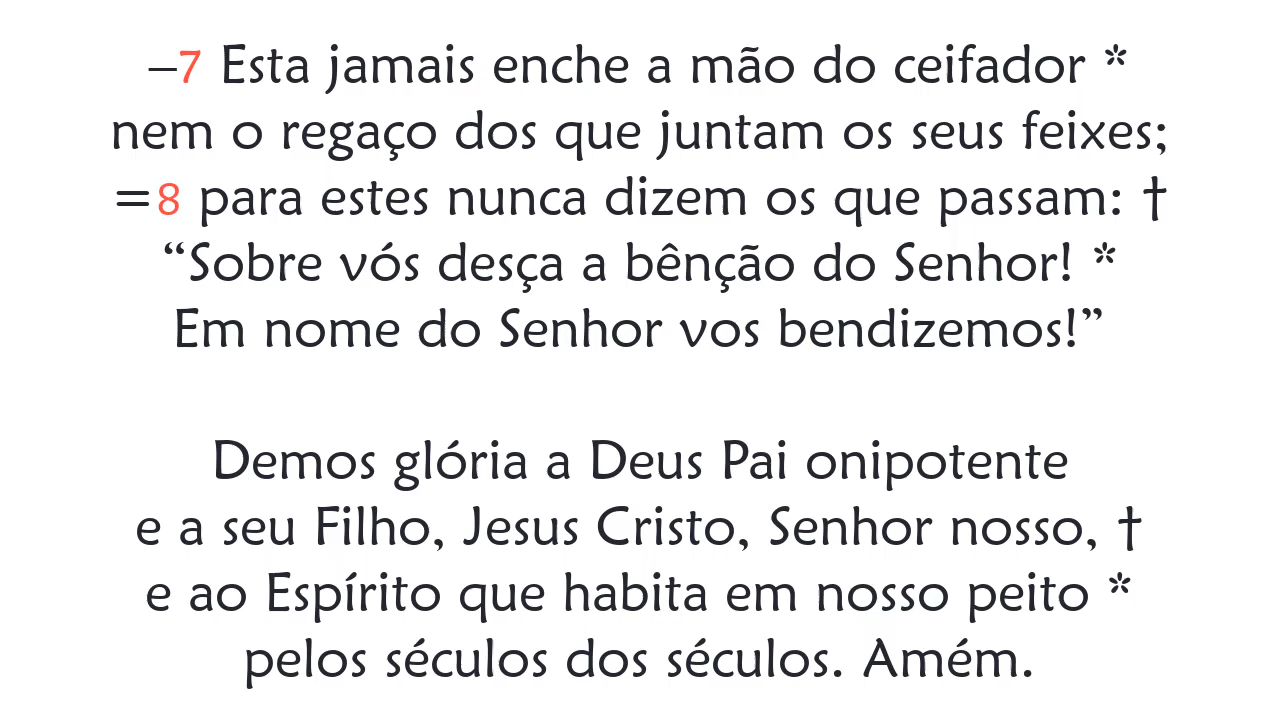 –7 Esta jamais enche a mão do ceifador *
nem o regaço dos que juntam os seus feixes;
=8 para estes nunca dizem os que passam: †
“Sobre vós desça a bênção do Senhor! *
Em nome do Senhor vos bendizemos!”
Demos glória a Deus Pai onipotente
e a seu Filho, Jesus Cristo, Senhor nosso, †
e ao Espírito que habita em nosso peito *
pelos séculos dos séculos. Amém.